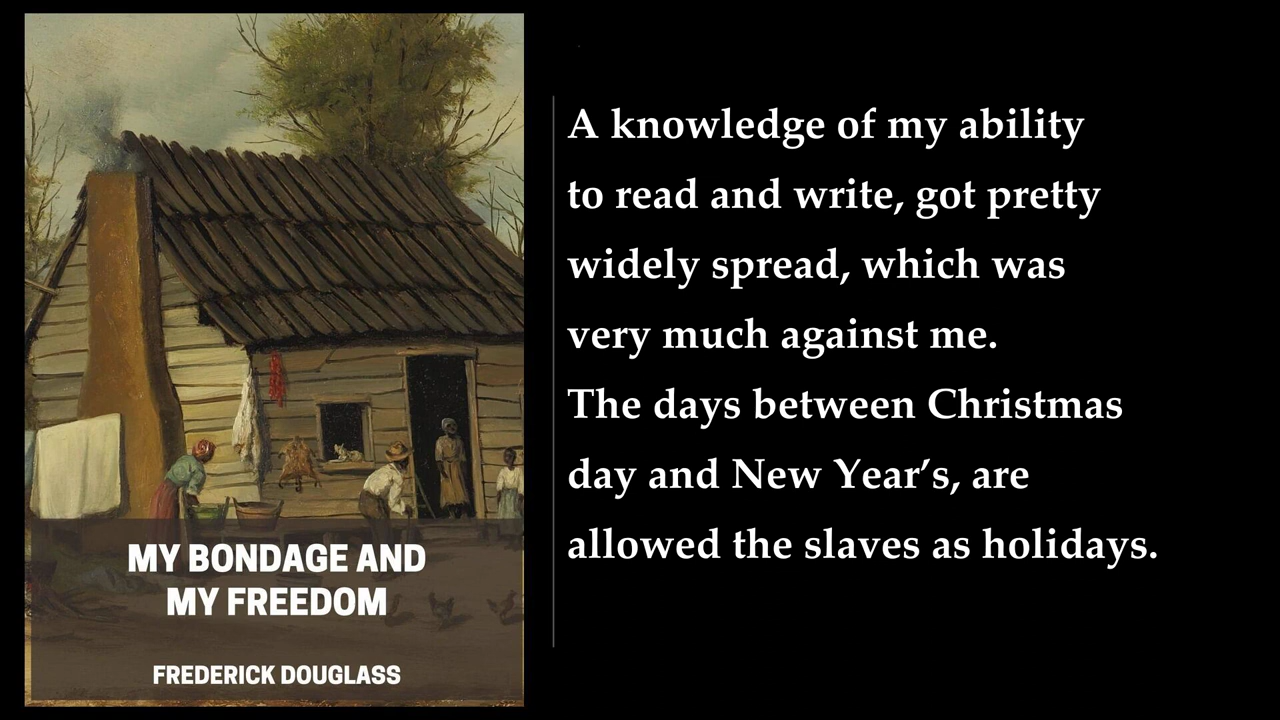 MY BONDAGE AND
MY FREEDOM
FREDERICK DOUGLASS
A knowledge of my ability
to read and write, got pretty
widely spread, which was
very much against me.
The days between Christmas
day and New Year’s, are
allowed the slaves as holidays.